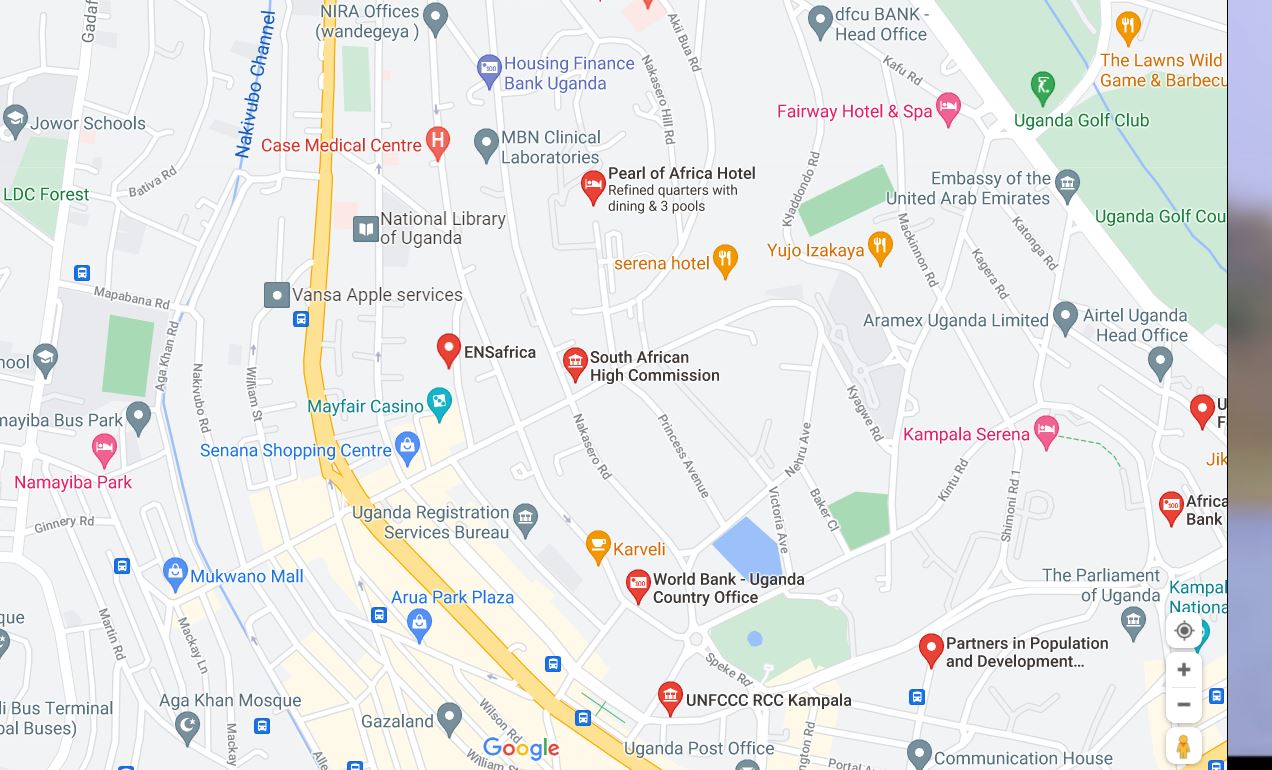 NIRA Offices
(wandegeya )
Akii Bua Rd
dfcu BANK -
Head Office
The Lawns Wild
Game & Barbecu
Nakivubo Channel
Housing Finance
Bank Uganda
Nakasero Hill Rd
Kafu Rd
Fairway Hotel & Spa
Uganda Golf Club
Jowor Schools
Case Medical Centre
MBN Clinical
Laboratories
Bativa Rd
LDC Forest
Pearl of Africa Hotel
Refined quarters with
dining & 3 pools
Kyaddondo Rd
Embassy of the
United Arab Emirates
Uganda Golf Cou
National Library
of Uganda
serena hotel
Yujo Izakaya
Mackinnon Rd
Kagera Rd
Katonga Rd
Mapabana Rd
Vansa Apple services
Aramex Uganda Limited
Airtel Uganda
Head Office
Aga Khan Rd
Nakivubo Rd
William St
ENSafrica
South African
High Commission
Kyagwe Rd
mayiba Bus Park
Mayfair Casino
Senana Shopping Centre
Nakasero Rd
Princess Avenue
Nehru Ave
Kampala Serena
Jik
Namayiba Park
Kintu Rd
Shimoni Rd 1
Ginnery Rd
Uganda Registration
Services Bureau
Victoria Ave
Baker Cl
Africa
Bank
Karveli
Mukwano Mall
World Bank - Uganda
Country Office
The Parliament
of Uganda
Kampal
Nationa
Arua Park Plaza
Martin Rd
Mackay Ln
Partners in Population
and Development...
Speke Rd
Aga Khan Mosque
UNFCCC RCC Kampala
i Bus Terminal
bal Buses)
Gazaland
Wilson Rd
Mackay
Google
William St
Uganda Post Office
Portal A
Communication House